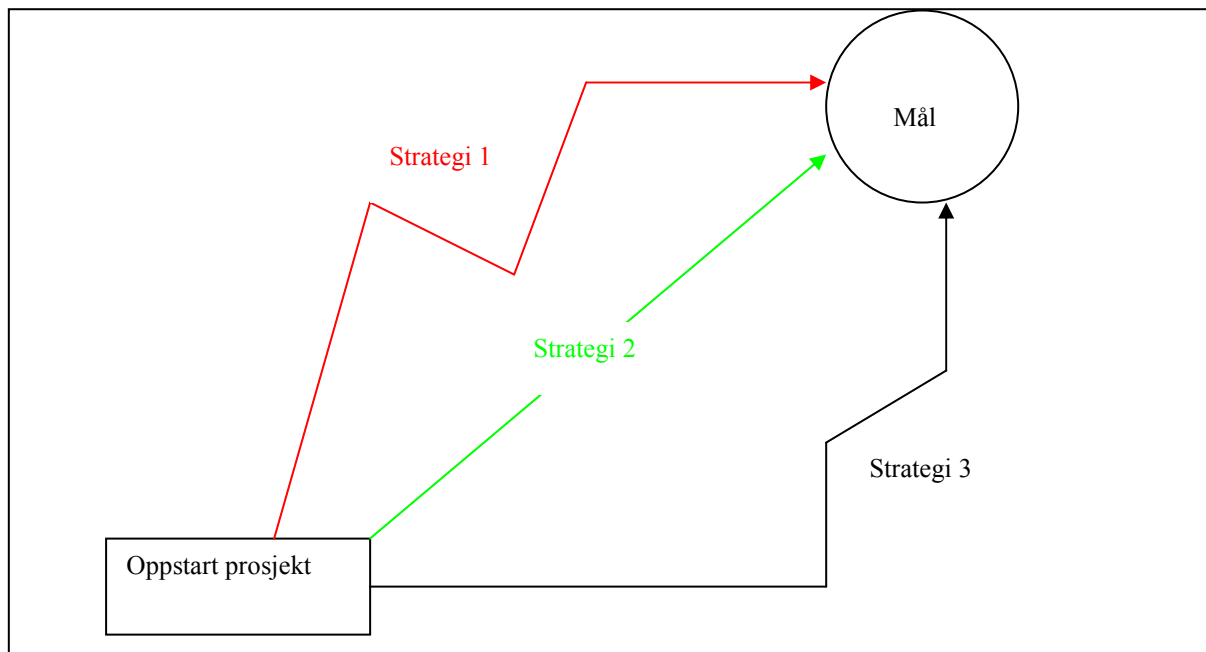 Mål
Strategi 1
Strategi 2
Strategi 3
Oppstart prosjekt